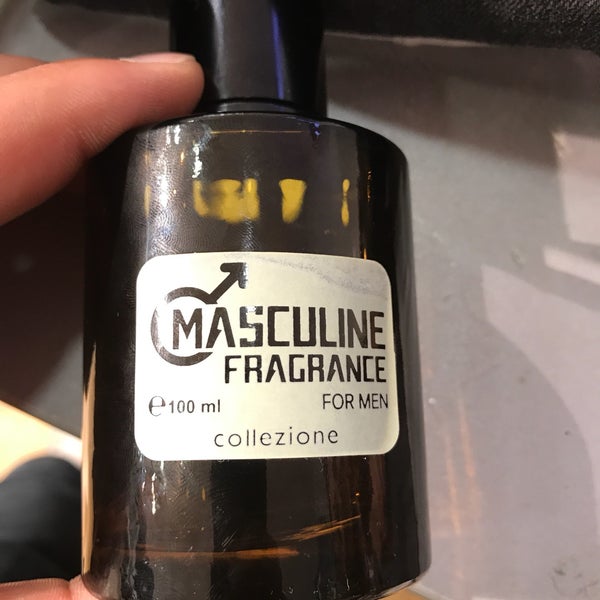 MASCULINE
FRAGRANCE
℮100 ml FOR MEN
collezione